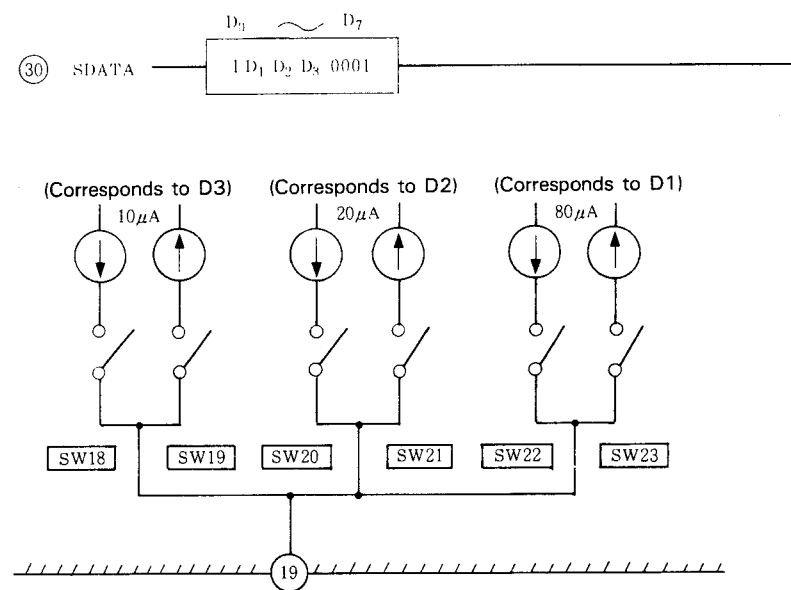 D₀ ~ D₇
30 SDATA 1 D₁ D₂ D₃ 0001
(Corresponds to D3) (Corresponds to D2) (Corresponds to D1)
10μA 20μA 80μA
SW18 SW19 SW20 SW21 SW22 SW23
19